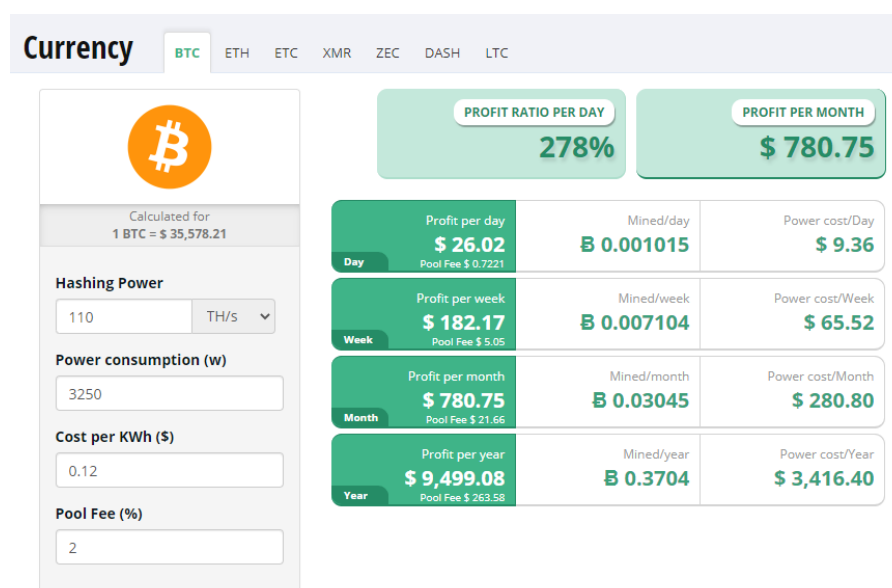 Currency BTC ETH ETC XMR ZEC DASH LTC
Calculated for
1 BTC = $ 35,578.21
Hashing Power
110 TH/s
Power consumption (w)
3250
Cost per KWh ($)
0.12
Pool Fee (%)
2
PROFIT RATIO PER DAY
278%
PROFIT PER MONTH
$ 780.75
Profit per day Mined/day Power cost/Day
$ 26.02 Ƀ 0.001015 $ 9.36
Day Pool Fee $ 0.7221
Profit per week Mined/week Power cost/Week
$ 182.17 Ƀ 0.007104 $ 65.52
Week Pool Fee $ 5.05
Profit per month Mined/month Power cost/Month
$ 780.75 Ƀ 0.03045 $ 280.80
Month Pool Fee $ 21.66
Profit per year Mined/year Power cost/Year
$ 9,499.08 Ƀ 0.3704 $ 3,416.40
Year Pool Fee $ 263.58